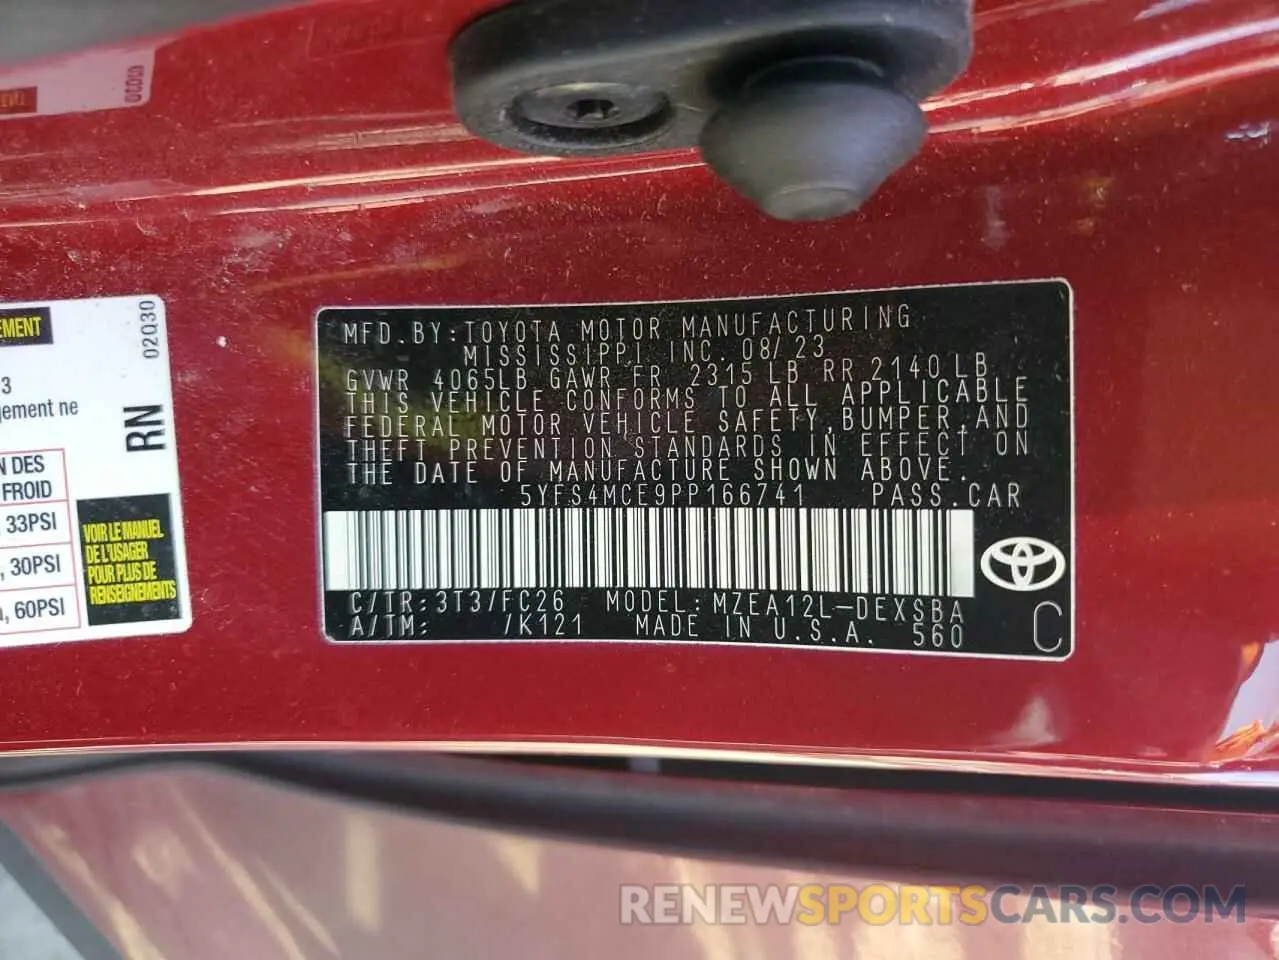 EMENT
3
gement ne
N DES
FROID
, 33PSI
, 30PSI
, 60PSI
02Q30
RN
VOIR LE MANUEL
DE L'USAGER
POUR PLUS DE
RENSEIGNEMENTS
MFD.BY:TOYOTA MOTOR MANUFACTURING
MISSISSIPPI INC. 08/23
GVWR 4065LB GAWR FR 2315LB RR 2140LB
THIS VEHICLE CONFORMS TO ALL APPLICABLE
FEDERAL MOTOR VEHICLE SAFETY,BUMPER,AND
THEFT PREVENTION STANDARDS IN EFFECT ON
THE DATE OF MANUFACTURE SHOWN ABOVE.
5YFS4MCE9PP166741 PASS.CAR
C/TR:3T3/FC26 MODEL:MZEA12L-DEXSBA
A/TM: /K121 MADE IN U.S.A. 560
C
RENEWSPORTSCARS.COM